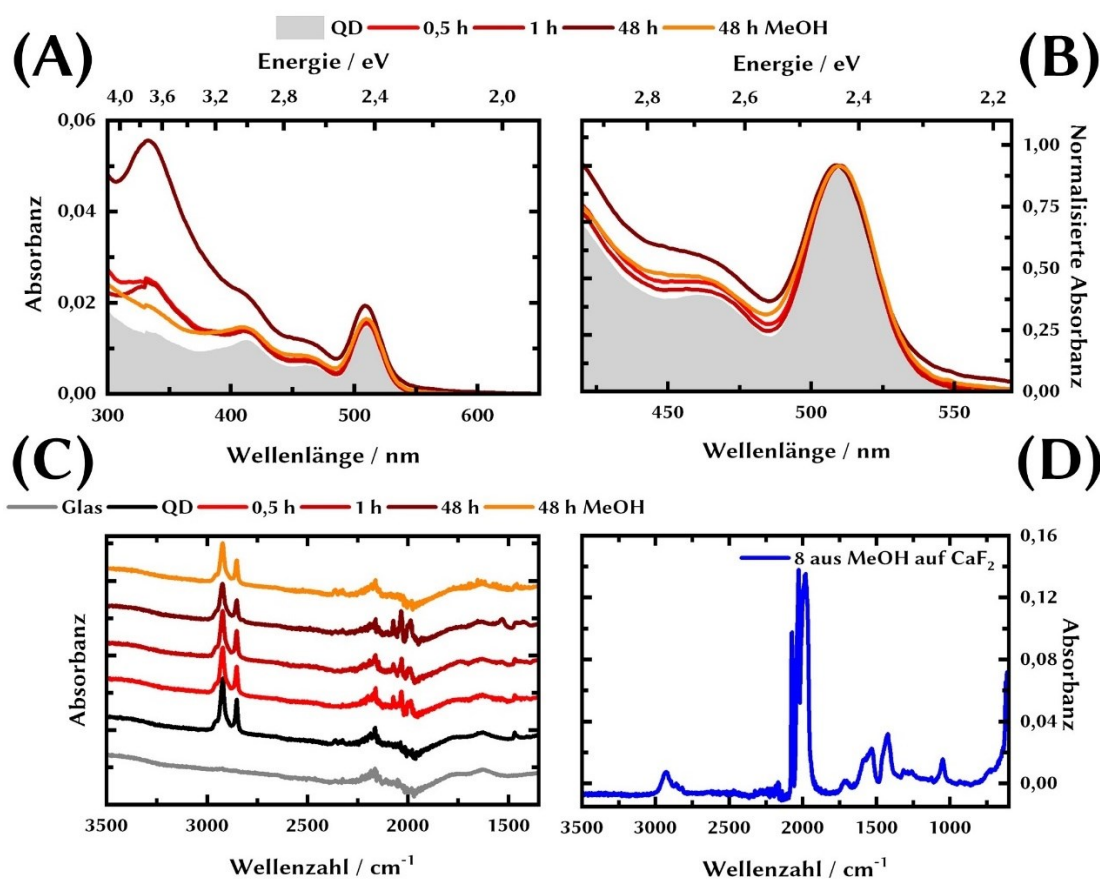 QD 0,5 h 1 h 48 h 48 h MeOH
(A)
Energie / eV
4,0 3,6 3,2 2,8 2,4 2,0
0,06
0,04
0,02
0,00
Absorbanz
300 400 500 600
Wellenlänge / nm
(B)
Energie / eV
2,8 2,6 2,4 2,2
1,00
0,75
0,50
0,25
0,00
Normalisierte Absorbanz
450 500 550
Wellenlänge / nm
(C)
Glas QD 0,5 h 1 h 48 h 48 h MeOH
Absorbanz
3500 3000 2500 2000 1500
Wellenzahl / cm⁻¹
(D)
8 aus MeOH auf CaF₂
0,16
0,12
0,08
0,04
0,00
Absorbanz
3500 3000 2500 2000 1500 1000
Wellenzahl / cm⁻¹